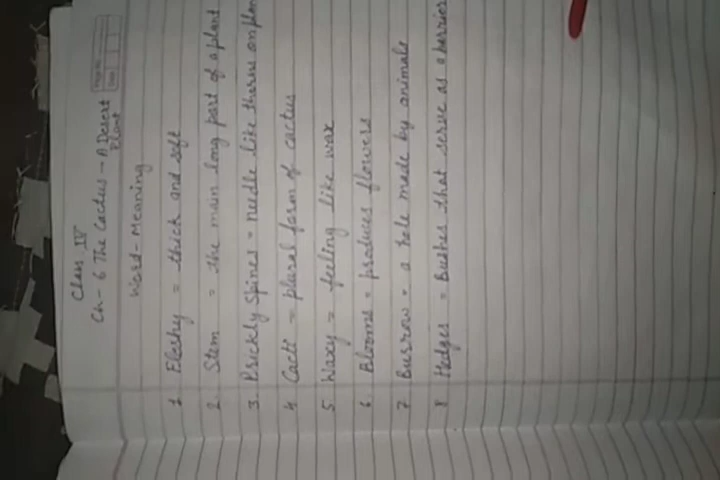 Class IV
Ch - 6 The Cactus - A Desert
Plant
Word - Meaning
1 Fleshy = thick and soft
2. Stem = the main long part of a plant
3. Prickly Spines = needle like thorns on plan
4 Cacti = plural form of cactus
5 Waxy = feeling like wax
6. Blooms = produces flowers
7 Burrow = a hole made by animals
8 Hedges = Bushes that serve as a barrier